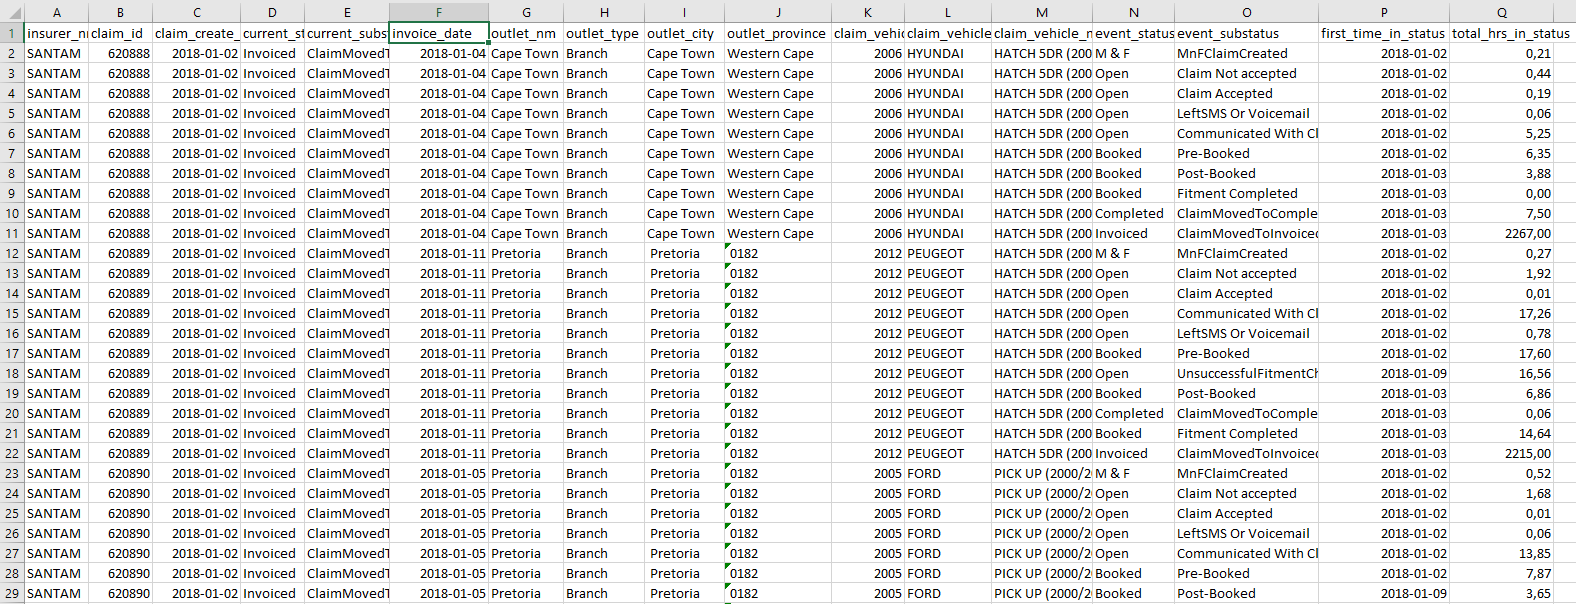 A B C D E F G H I J K L M N O P Q
1 insurer_n claim_id claim_create_ current_st current_subst invoice_date outlet_nm outlet_type outlet_city outlet_province claim_vehic claim_vehicle claim_vehicle_n event_status event_substatus first_time_in_status total_hrs_in_status
2 SANTAM 620888 2018-01-02 Invoiced ClaimMovedT 2018-01-04 Cape Town Branch Cape Town Western Cape 2006 HYUNDAI HATCH 5DR (200 M & F MnFClaimCreated 2018-01-02 0,21
3 SANTAM 620888 2018-01-02 Invoiced ClaimMovedT 2018-01-04 Cape Town Branch Cape Town Western Cape 2006 HYUNDAI HATCH 5DR (200 Open Claim Not accepted 2018-01-02 0,44
4 SANTAM 620888 2018-01-02 Invoiced ClaimMovedT 2018-01-04 Cape Town Branch Cape Town Western Cape 2006 HYUNDAI HATCH 5DR (200 Open Claim Accepted 2018-01-02 0,19
5 SANTAM 620888 2018-01-02 Invoiced ClaimMovedT 2018-01-04 Cape Town Branch Cape Town Western Cape 2006 HYUNDAI HATCH 5DR (200 Open LeftSMS Or Voicemail 2018-01-02 0,06
6 SANTAM 620888 2018-01-02 Invoiced ClaimMovedT 2018-01-04 Cape Town Branch Cape Town Western Cape 2006 HYUNDAI HATCH 5DR (200 Open Communicated With Cl 2018-01-02 5,25
7 SANTAM 620888 2018-01-02 Invoiced ClaimMovedT 2018-01-04 Cape Town Branch Cape Town Western Cape 2006 HYUNDAI HATCH 5DR (200 Booked Pre-Booked 2018-01-02 6,35
8 SANTAM 620888 2018-01-02 Invoiced ClaimMovedT 2018-01-04 Cape Town Branch Cape Town Western Cape 2006 HYUNDAI HATCH 5DR (200 Booked Post-Booked 2018-01-03 3,88
9 SANTAM 620888 2018-01-02 Invoiced ClaimMovedT 2018-01-04 Cape Town Branch Cape Town Western Cape 2006 HYUNDAI HATCH 5DR (200 Booked Fitment Completed 2018-01-03 0,00
10 SANTAM 620888 2018-01-02 Invoiced ClaimMovedT 2018-01-04 Cape Town Branch Cape Town Western Cape 2006 HYUNDAI HATCH 5DR (200 Completed ClaimMovedToComple 2018-01-03 7,50
11 SANTAM 620888 2018-01-02 Invoiced ClaimMovedT 2018-01-04 Cape Town Branch Cape Town Western Cape 2006 HYUNDAI HATCH 5DR (200 Invoiced ClaimMovedToInvoiced 2018-01-03 2267,00
12 SANTAM 620889 2018-01-02 Invoiced ClaimMovedT 2018-01-11 Pretoria Branch Pretoria 0182 2012 PEUGEOT HATCH 5DR (200 M & F MnFClaimCreated 2018-01-02 0,27
13 SANTAM 620889 2018-01-02 Invoiced ClaimMovedT 2018-01-11 Pretoria Branch Pretoria 0182 2012 PEUGEOT HATCH 5DR (200 Open Claim Not accepted 2018-01-02 1,92
14 SANTAM 620889 2018-01-02 Invoiced ClaimMovedT 2018-01-11 Pretoria Branch Pretoria 0182 2012 PEUGEOT HATCH 5DR (200 Open Claim Accepted 2018-01-02 0,01
15 SANTAM 620889 2018-01-02 Invoiced ClaimMovedT 2018-01-11 Pretoria Branch Pretoria 0182 2012 PEUGEOT HATCH 5DR (200 Open Communicated With Cl 2018-01-02 17,26
16 SANTAM 620889 2018-01-02 Invoiced ClaimMovedT 2018-01-11 Pretoria Branch Pretoria 0182 2012 PEUGEOT HATCH 5DR (200 Open LeftSMS Or Voicemail 2018-01-02 0,78
17 SANTAM 620889 2018-01-02 Invoiced ClaimMovedT 2018-01-11 Pretoria Branch Pretoria 0182 2012 PEUGEOT HATCH 5DR (200 Booked Pre-Booked 2018-01-02 17,60
18 SANTAM 620889 2018-01-02 Invoiced ClaimMovedT 2018-01-11 Pretoria Branch Pretoria 0182 2012 PEUGEOT HATCH 5DR (200 Open UnsuccessfulFitmentCh 2018-01-09 16,56
19 SANTAM 620889 2018-01-02 Invoiced ClaimMovedT 2018-01-11 Pretoria Branch Pretoria 0182 2012 PEUGEOT HATCH 5DR (200 Booked Post-Booked 2018-01-03 6,86
20 SANTAM 620889 2018-01-02 Invoiced ClaimMovedT 2018-01-11 Pretoria Branch Pretoria 0182 2012 PEUGEOT HATCH 5DR (200 Completed ClaimMovedToComple 2018-01-03 0,06
21 SANTAM 620889 2018-01-02 Invoiced ClaimMovedT 2018-01-11 Pretoria Branch Pretoria 0182 2012 PEUGEOT HATCH 5DR (200 Booked Fitment Completed 2018-01-03 14,64
22 SANTAM 620889 2018-01-02 Invoiced ClaimMovedT 2018-01-11 Pretoria Branch Pretoria 0182 2012 PEUGEOT HATCH 5DR (200 Invoiced ClaimMovedToInvoiced 2018-01-03 2215,00
23 SANTAM 620890 2018-01-02 Invoiced ClaimMovedT 2018-01-05 Pretoria Branch Pretoria 0182 2005 FORD PICK UP (2000/2 M & F MnFClaimCreated 2018-01-02 0,52
24 SANTAM 620890 2018-01-02 Invoiced ClaimMovedT 2018-01-05 Pretoria Branch Pretoria 0182 2005 FORD PICK UP (2000/2 Open Claim Not accepted 2018-01-02 1,68
25 SANTAM 620890 2018-01-02 Invoiced ClaimMovedT 2018-01-05 Pretoria Branch Pretoria 0182 2005 FORD PICK UP (2000/2 Open Claim Accepted 2018-01-02 0,01
26 SANTAM 620890 2018-01-02 Invoiced ClaimMovedT 2018-01-05 Pretoria Branch Pretoria 0182 2005 FORD PICK UP (2000/2 Open LeftSMS Or Voicemail 2018-01-02 0,06
27 SANTAM 620890 2018-01-02 Invoiced ClaimMovedT 2018-01-05 Pretoria Branch Pretoria 0182 2005 FORD PICK UP (2000/2 Open Communicated With Cl 2018-01-02 13,85
28 SANTAM 620890 2018-01-02 Invoiced ClaimMovedT 2018-01-05 Pretoria Branch Pretoria 0182 2005 FORD PICK UP (2000/2 Booked Pre-Booked 2018-01-02 7,87
29 SANTAM 620890 2018-01-02 Invoiced ClaimMovedT 2018-01-05 Pretoria Branch Pretoria 0182 2005 FORD PICK UP (2000/2 Booked Post-Booked 2018-01-09 3,65